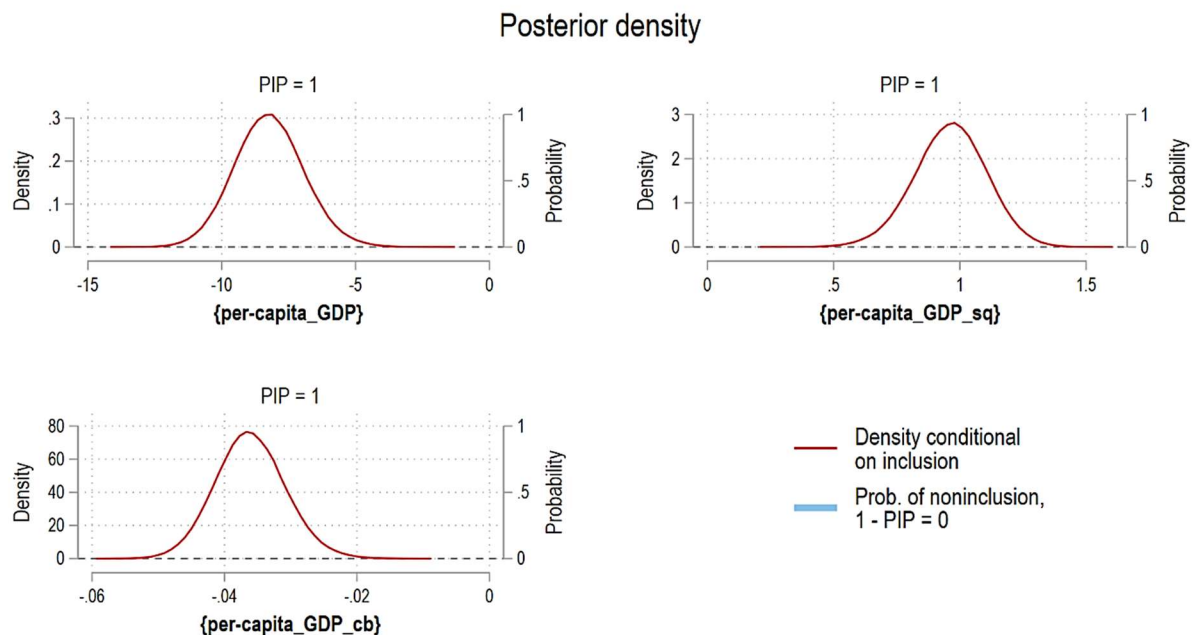 Posterior density
PIP = 1
.3
.2
.1
0
Density
1
.5
0
Probability
-15
-10
-5
0
{per-capita_GDP}
PIP = 1
3
2
1
0
Density
1
.5
0
Probability
0
.5
1
1.5
{per-capita_GDP_sq}
PIP = 1
80
60
40
20
0
Density
1
0.5
0
Probability
-.06
-.04
-.02
0
{per-capita_GDP_cb}
Density conditional
on inclusion
Prob. of noninclusion,
1 - PIP = 0